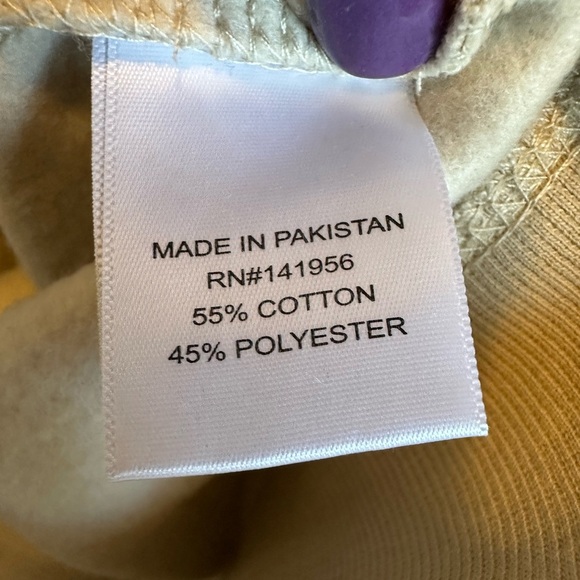 MADE IN PAKISTAN
RN#141956
55% COTTON
45% POLYESTER